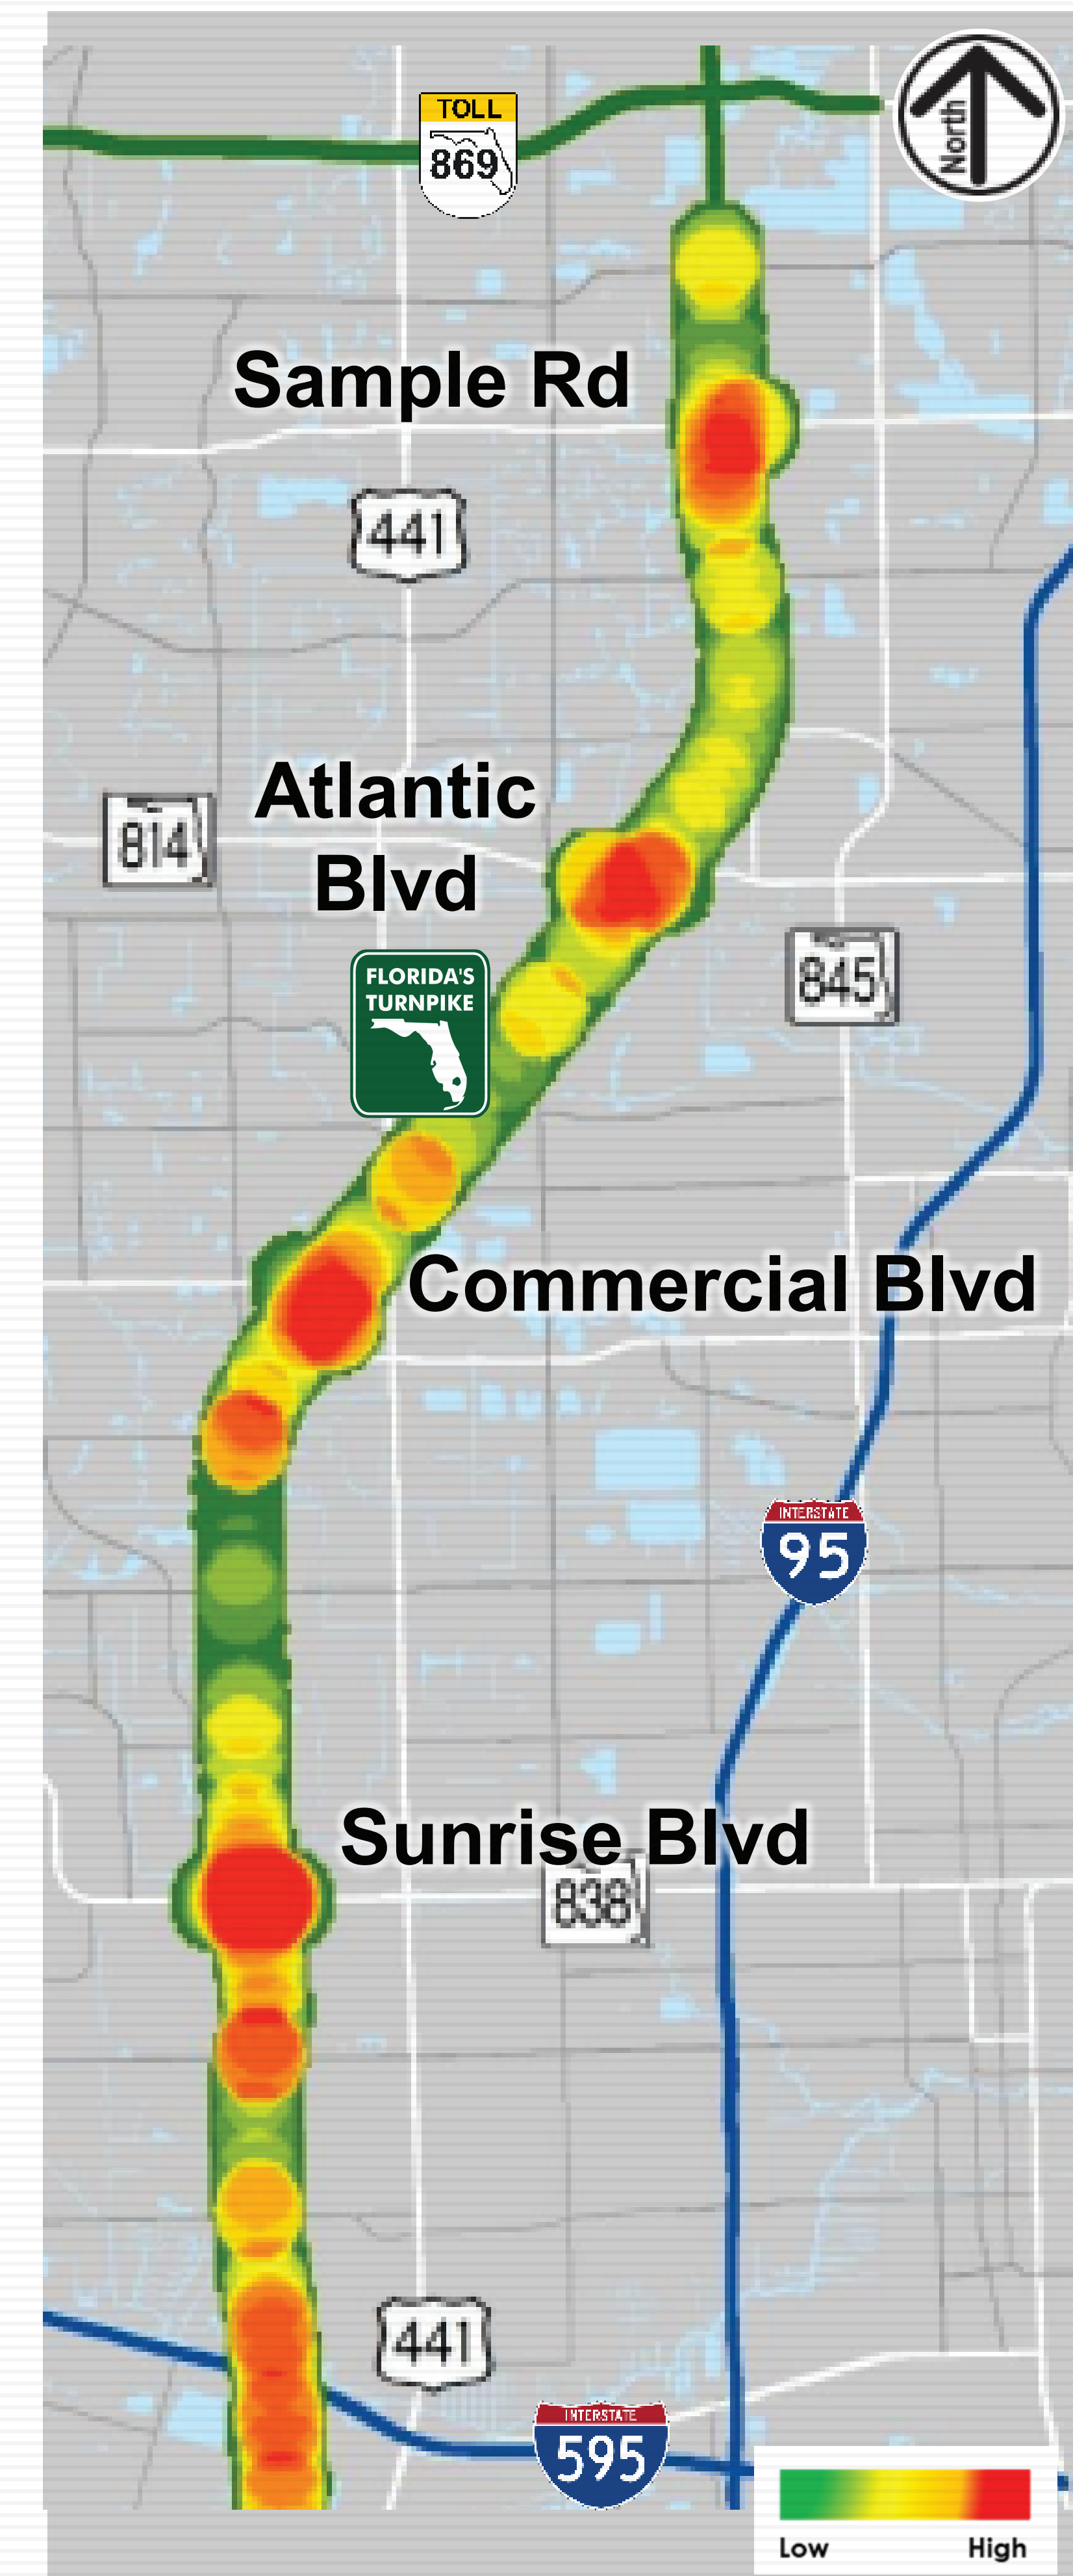 TOLL
869
North
Sample Rd
441
Atlantic
Blvd
814
FLORIDA'S
TURNPIKE
845
Commercial Blvd
INTERSTATE
95
Sunrise Blvd
838
441
INTERSTATE
595
Low
High